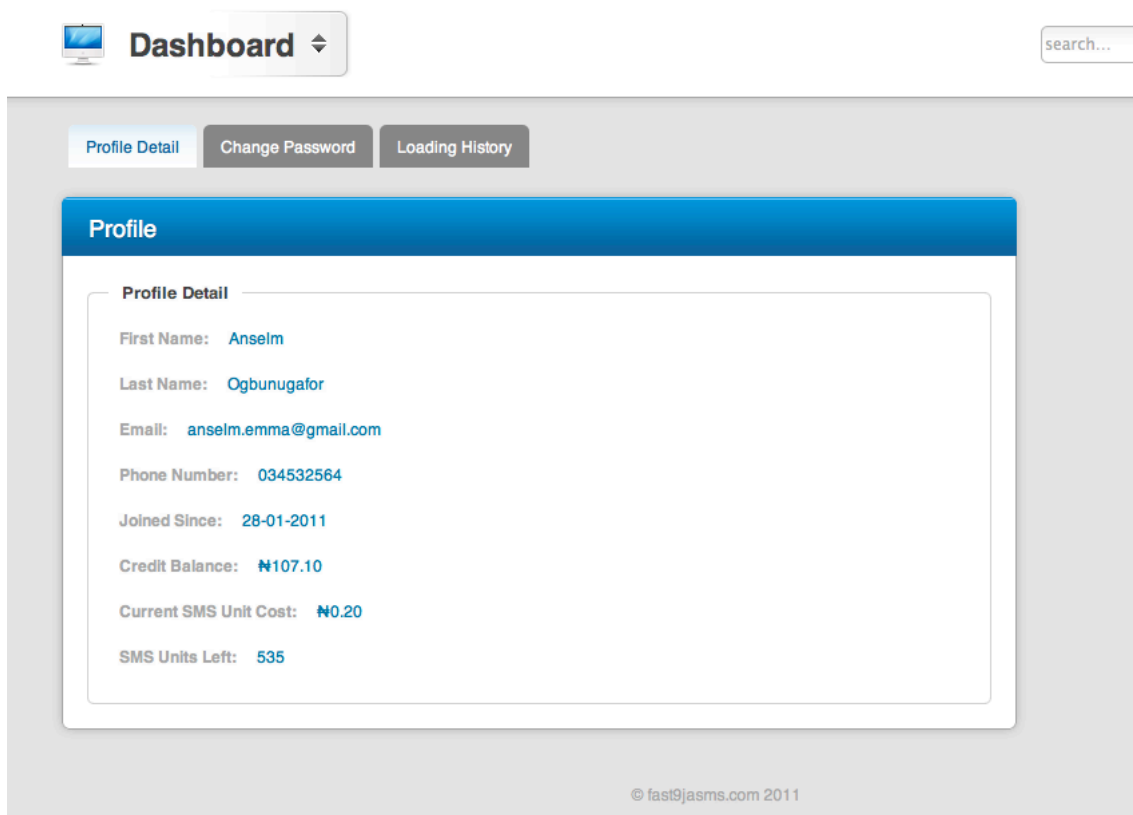 Dashboard
search...
Profile Detail Change Password Loading History
Profile
Profile Detail
First Name: Anselm
Last Name: Ogbunugafor
Email: anselm.emma@gmail.com
Phone Number: 034532564
Joined Since: 28-01-2011
Credit Balance: ₦107.10
Current SMS Unit Cost: ₦0.20
SMS Units Left: 535
© fast9jasms.com 2011